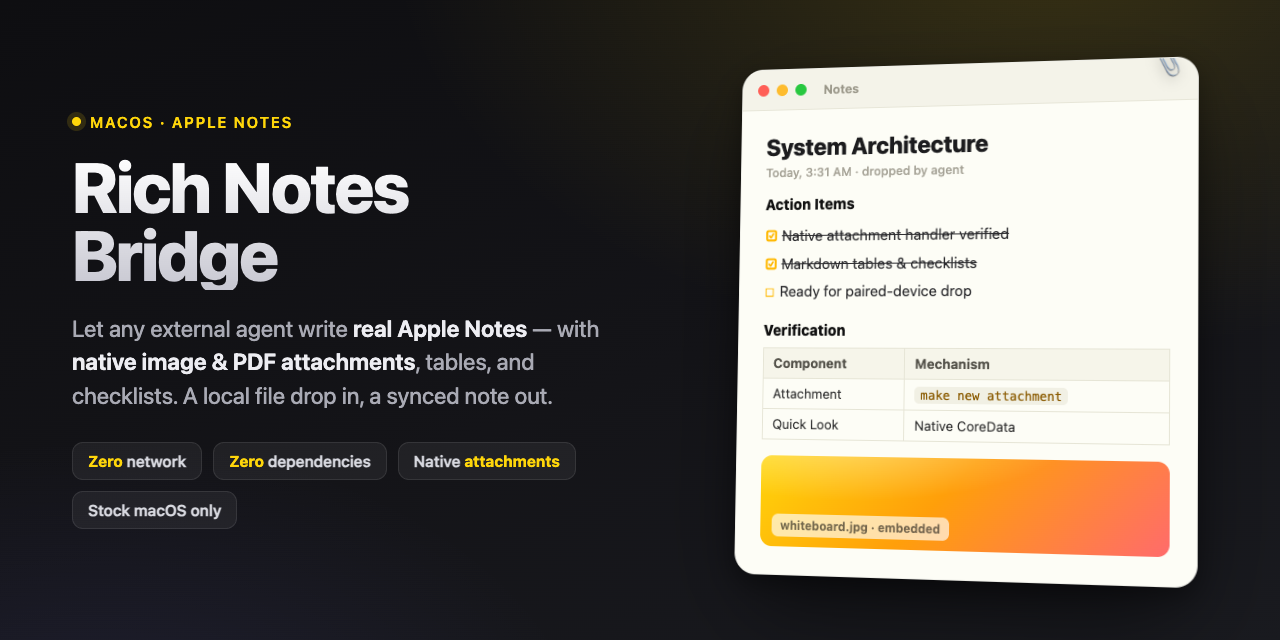 MACOS · APPLE NOTES
Rich Notes
Bridge
Let any external agent write real Apple Notes — with
native image & PDF attachments, tables, and
checklists. A local file drop in, a synced note out.
Zero network
Zero dependencies
Native attachments
Stock macOS only
Notes
System Architecture
Today, 3:31 AM · dropped by agent
Action Items
Native attachment handler verified
Markdown tables & checklists
Ready for paired-device drop
Verification
Component Mechanism
Attachment make new attachment
Quick Look Native CoreData
whiteboard.jpg · embedded